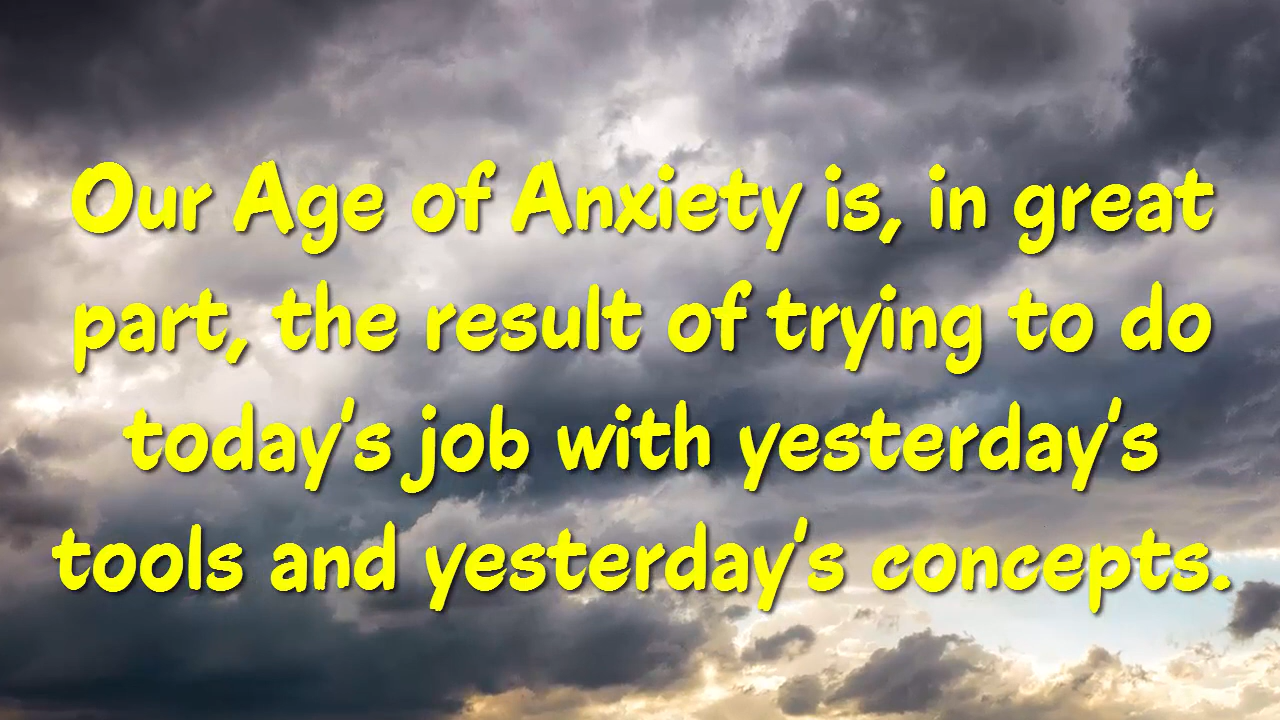 Our Age of Anxiety is, in great
part, the result of trying to do
today's job with yesterday's
tools and yesterday's concepts.